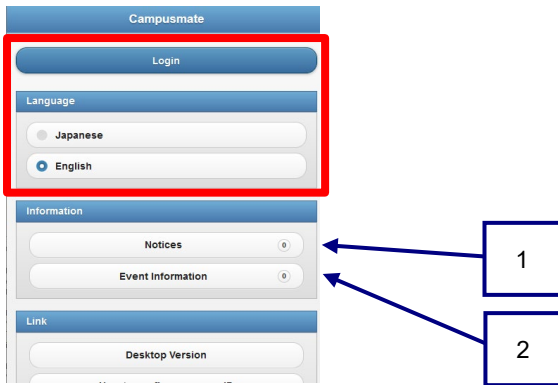 Campusmate
Login
Language
Japanese
English
Information
Notices 0
1
Event Information 0
Link
2
Desktop Version